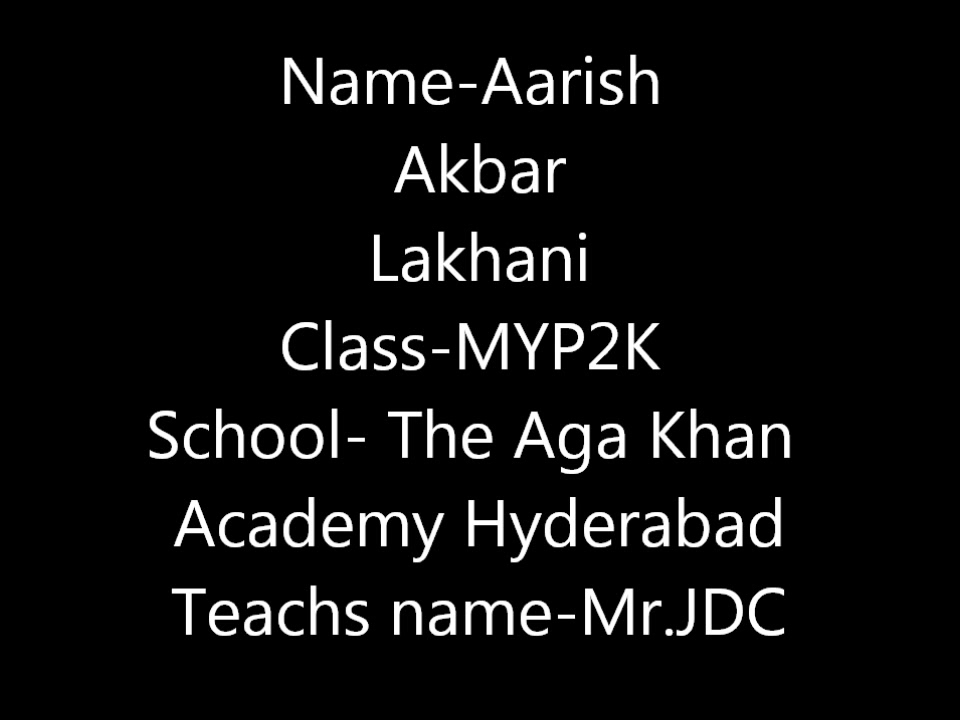 Name-Aarish
Akbar
Lakhani
Class-MYP2K
School- The Aga Khan
Academy Hyderabad
Teachs name-Mr.JDC